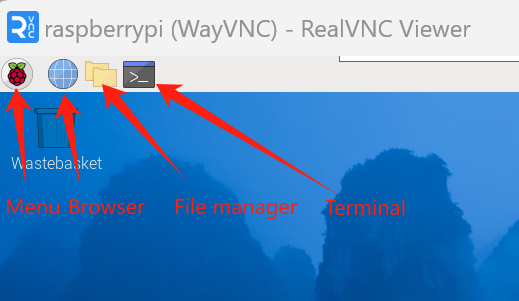 raspberrypi (WayVNC) - RealVNC Viewer
Wastebasket
Menu Browser File manager Terminal